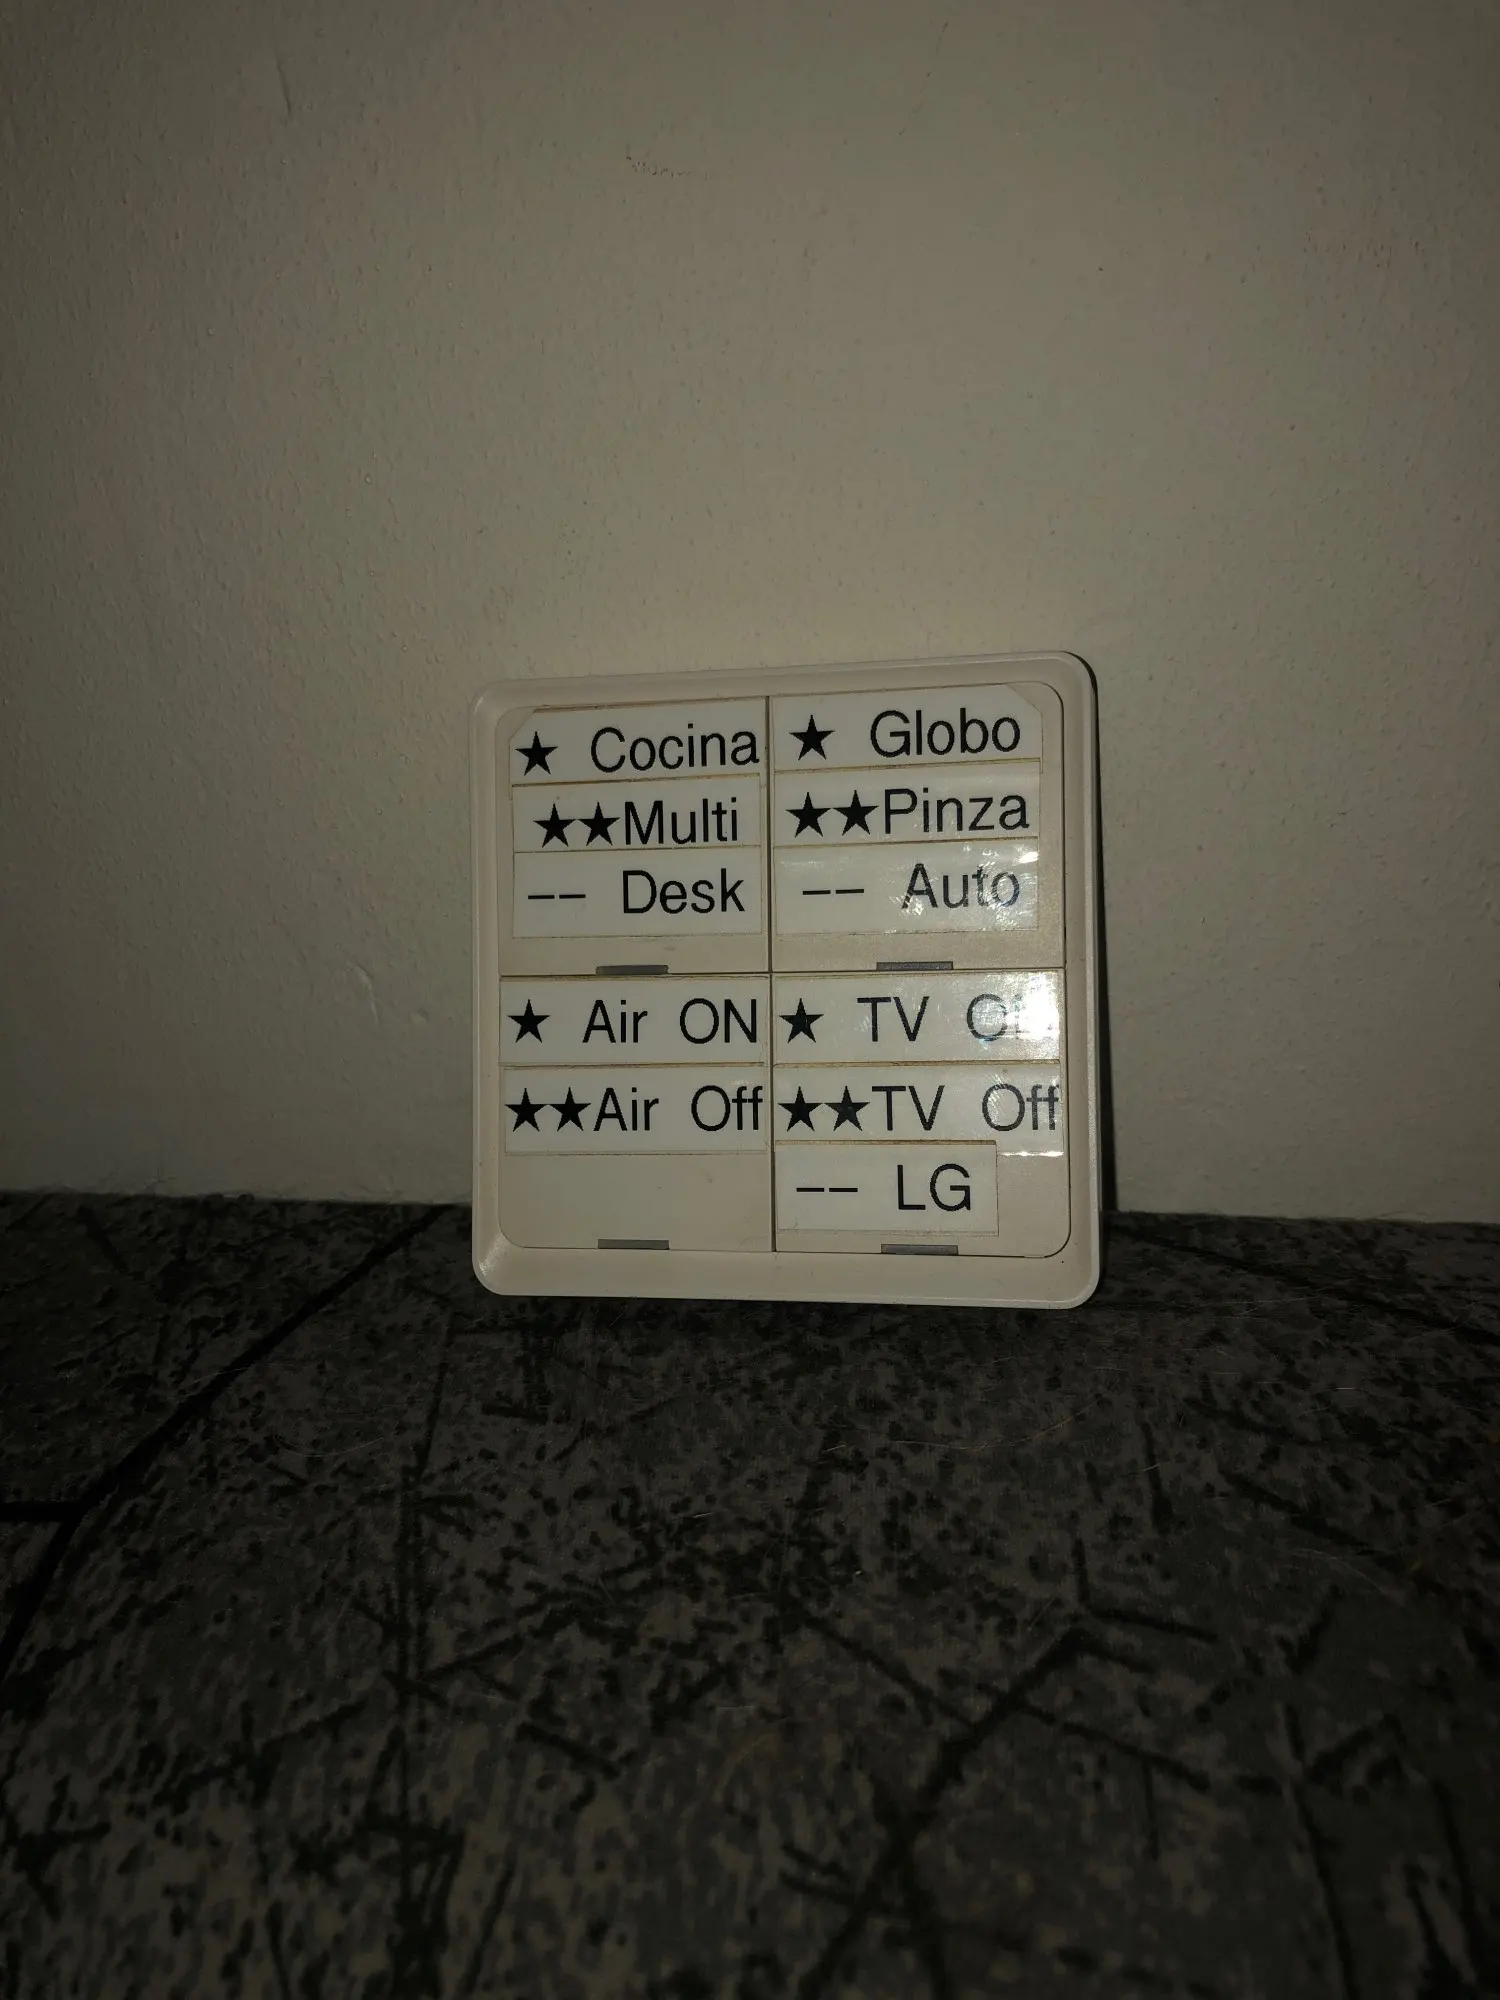 ★ Cocina
★★Multi
-- Desk
★ Globo
★★Pinza
-- Auto
★ Air ON
★★Air Off
★ TV
★★TV Off
-- LG